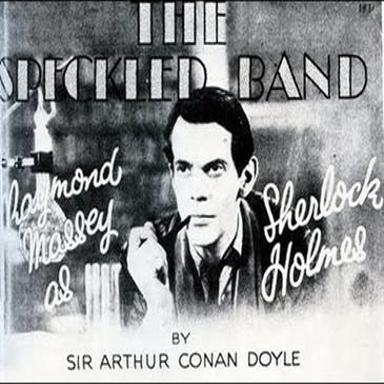 THE
SPECKLED BAND
Raymond
Massey
as
Sherlock
Holmes
BY
SIR ARTHUR CONAN DOYLE